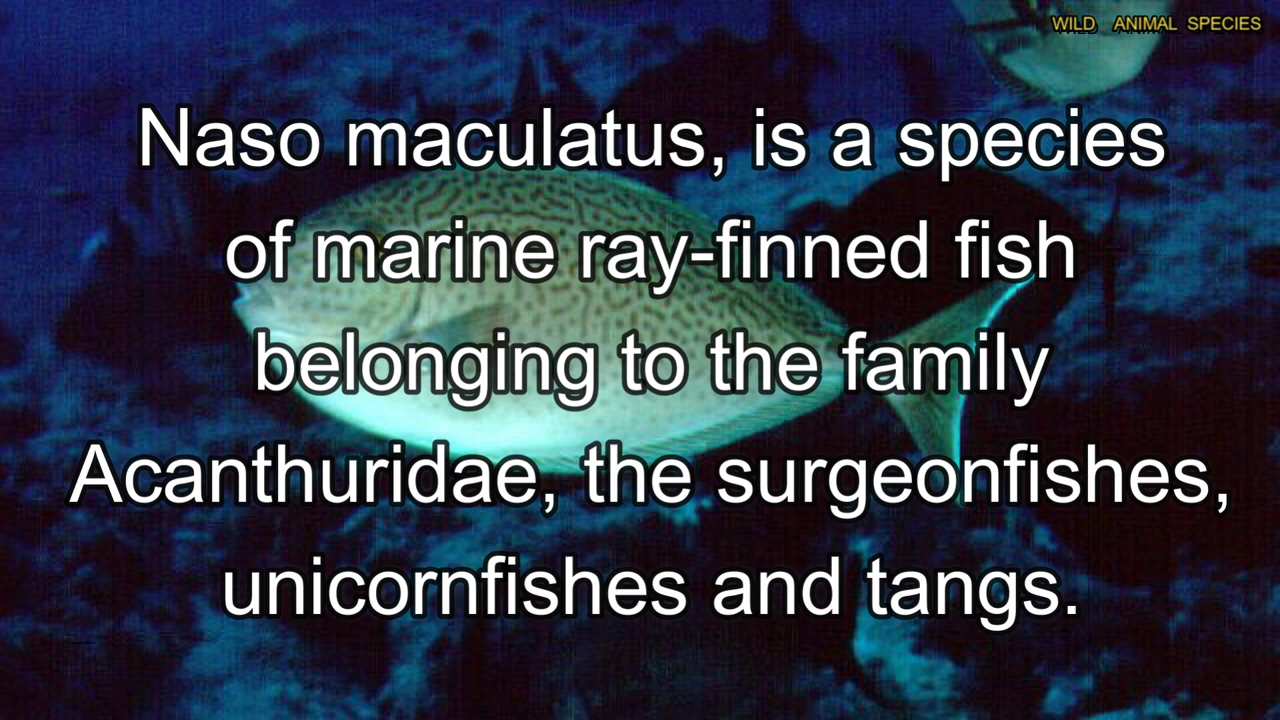 WILD ANIMAL SPECIES
Naso maculatus, is a species
of marine ray-finned fish
belonging to the family
Acanthuridae, the surgeonfishes,
unicornfishes and tangs.